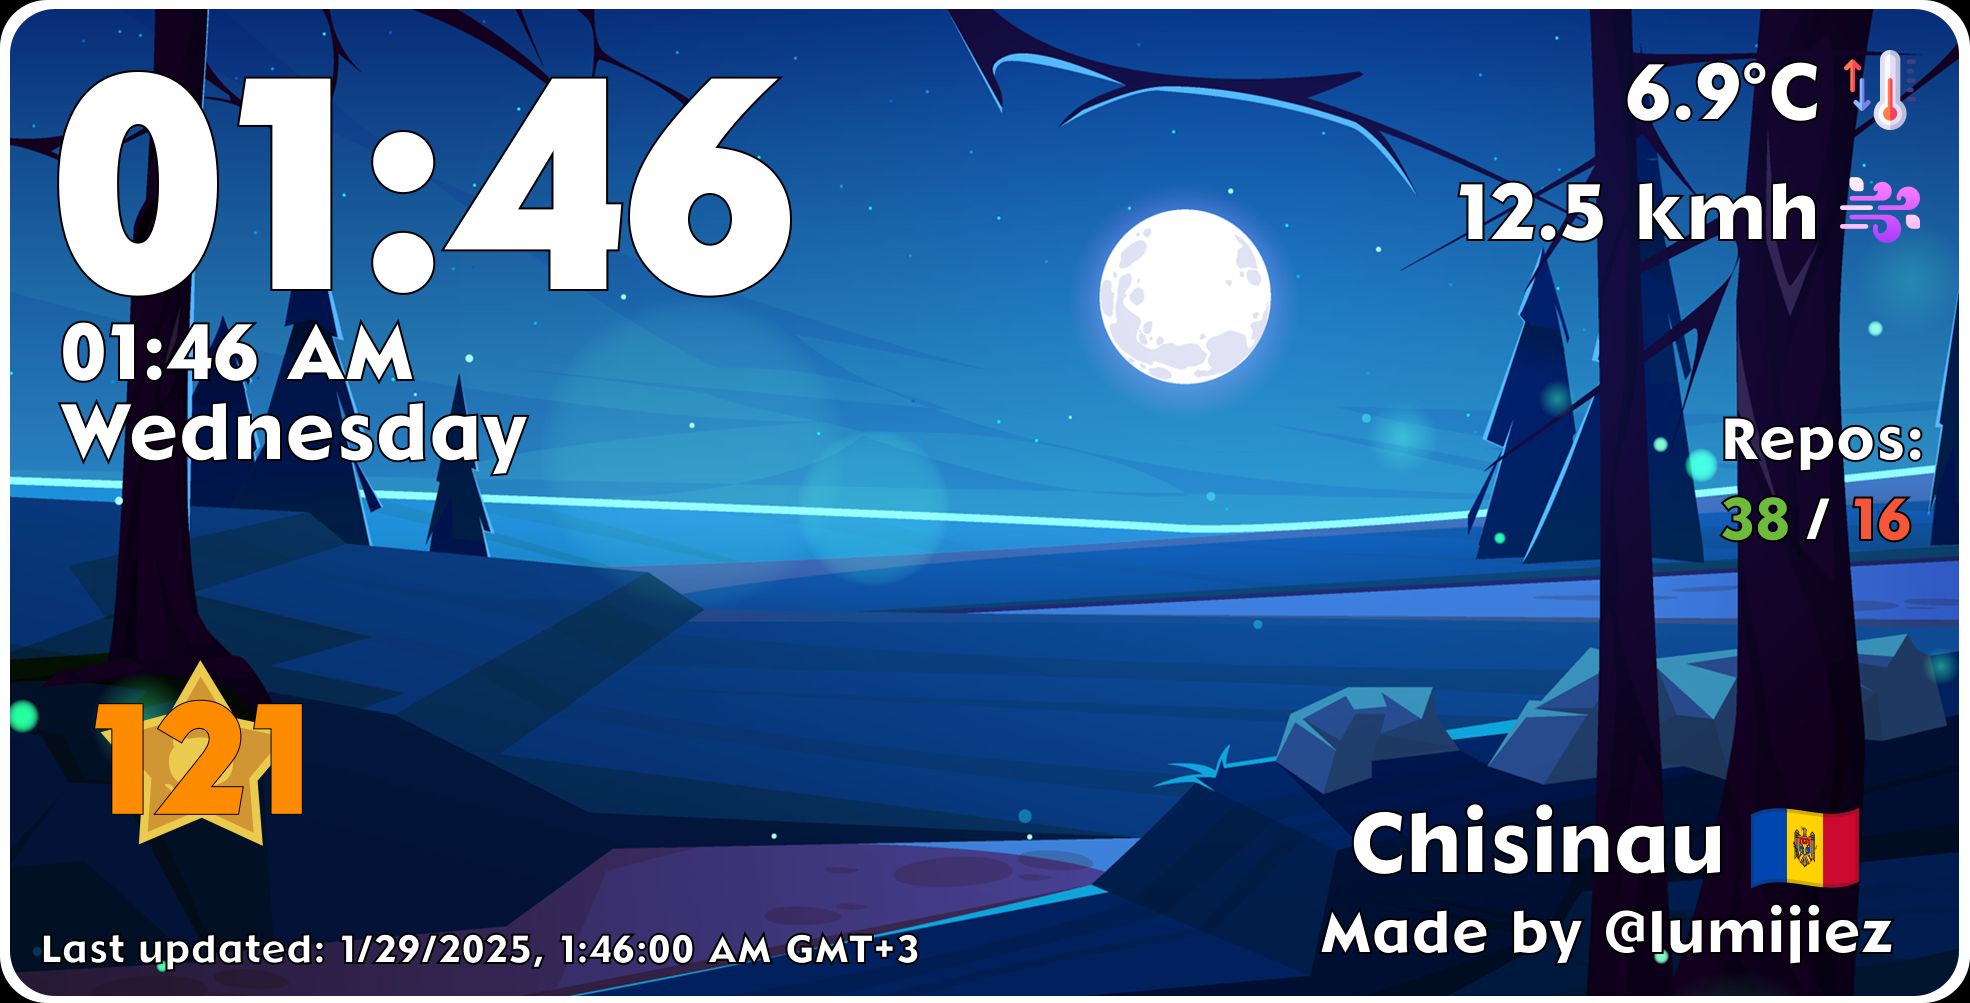 01:46
01:46 AM
Wednesday
6.9°C
12.5 kmh
Repos:
38 / 16
121
Chisinau
Made by @lumijiez
Last updated: 1/29/2025, 1:46:00 AM GMT+3